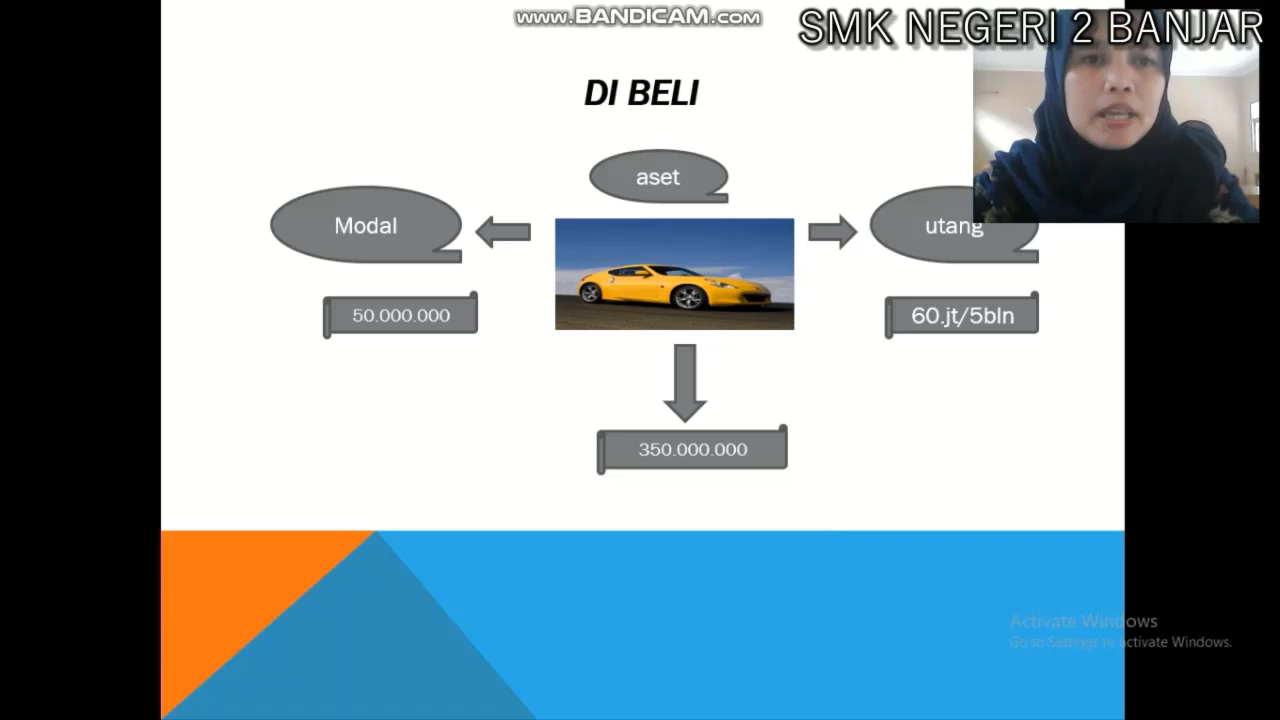 www.BANDICAM.com
SMK NEGERI 2 BANJAR
DI BELI
aset
Modal
utang
50.000.000
60.jt/5bln
350.000.000
Activate Windows
Go to Settings to activate Windows.